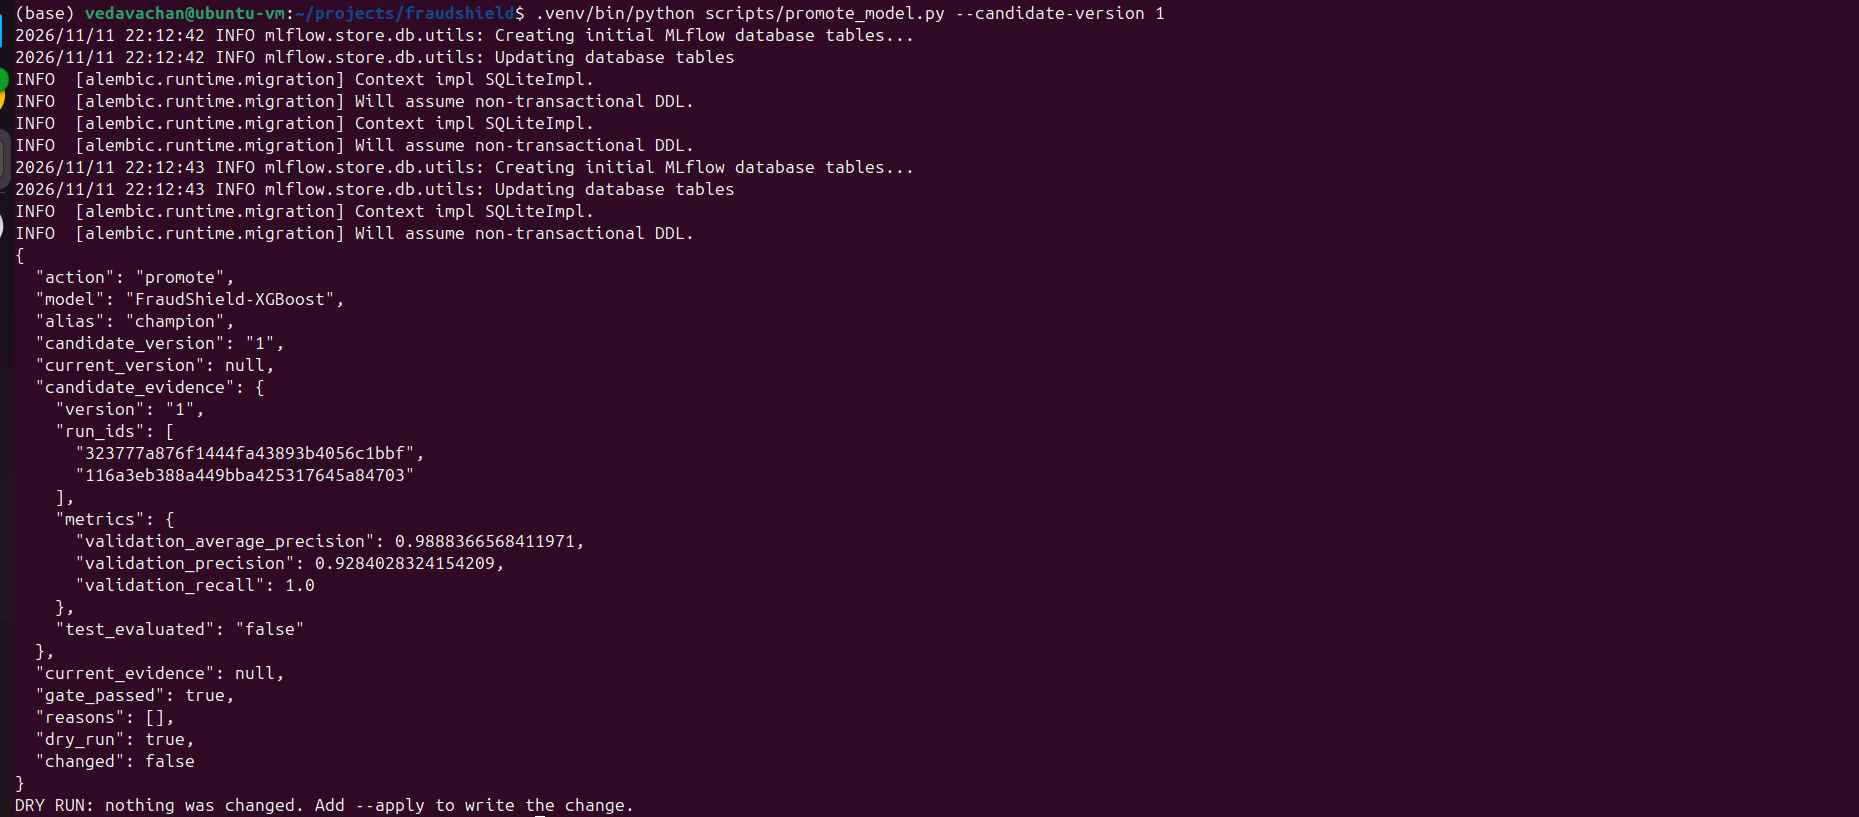 (base) vedavachan@ubuntu-vm:~/projects/fraudshield$ .venv/bin/python scripts/promote_model.py --candidate-version 1
2026/11/11 22:12:42 INFO mlflow.store.db.utils: Creating initial MLflow database tables...
2026/11/11 22:12:42 INFO mlflow.store.db.utils: Updating database tables
INFO  [alembic.runtime.migration] Context impl SQLiteImpl.
INFO  [alembic.runtime.migration] Will assume non-transactional DDL.
INFO  [alembic.runtime.migration] Context impl SQLiteImpl.
INFO  [alembic.runtime.migration] Will assume non-transactional DDL.
2026/11/11 22:12:43 INFO mlflow.store.db.utils: Creating initial MLflow database tables...
2026/11/11 22:12:43 INFO mlflow.store.db.utils: Updating database tables
INFO  [alembic.runtime.migration] Context impl SQLiteImpl.
INFO  [alembic.runtime.migration] Will assume non-transactional DDL.
{
  "action": "promote",
  "model": "FraudShield-XGBoost",
  "alias": "champion",
  "candidate_version": "1",
  "current_version": null,
  "candidate_evidence": {
    "version": "1",
    "run_ids": [
      "323777a876f1444fa43893b4056c1bbf",
      "116a3eb388a449bba425317645a84703"
    ],
    "metrics": {
      "validation_average_precision": 0.9888366568411971,
      "validation_precision": 0.9284028324154209,
      "validation_recall": 1.0
    },
    "test_evaluated": "false"
  },
  "current_evidence": null,
  "gate_passed": true,
  "reasons": [],
  "dry_run": true,
  "changed": false
}
DRY RUN: nothing was changed. Add --apply to write the change.